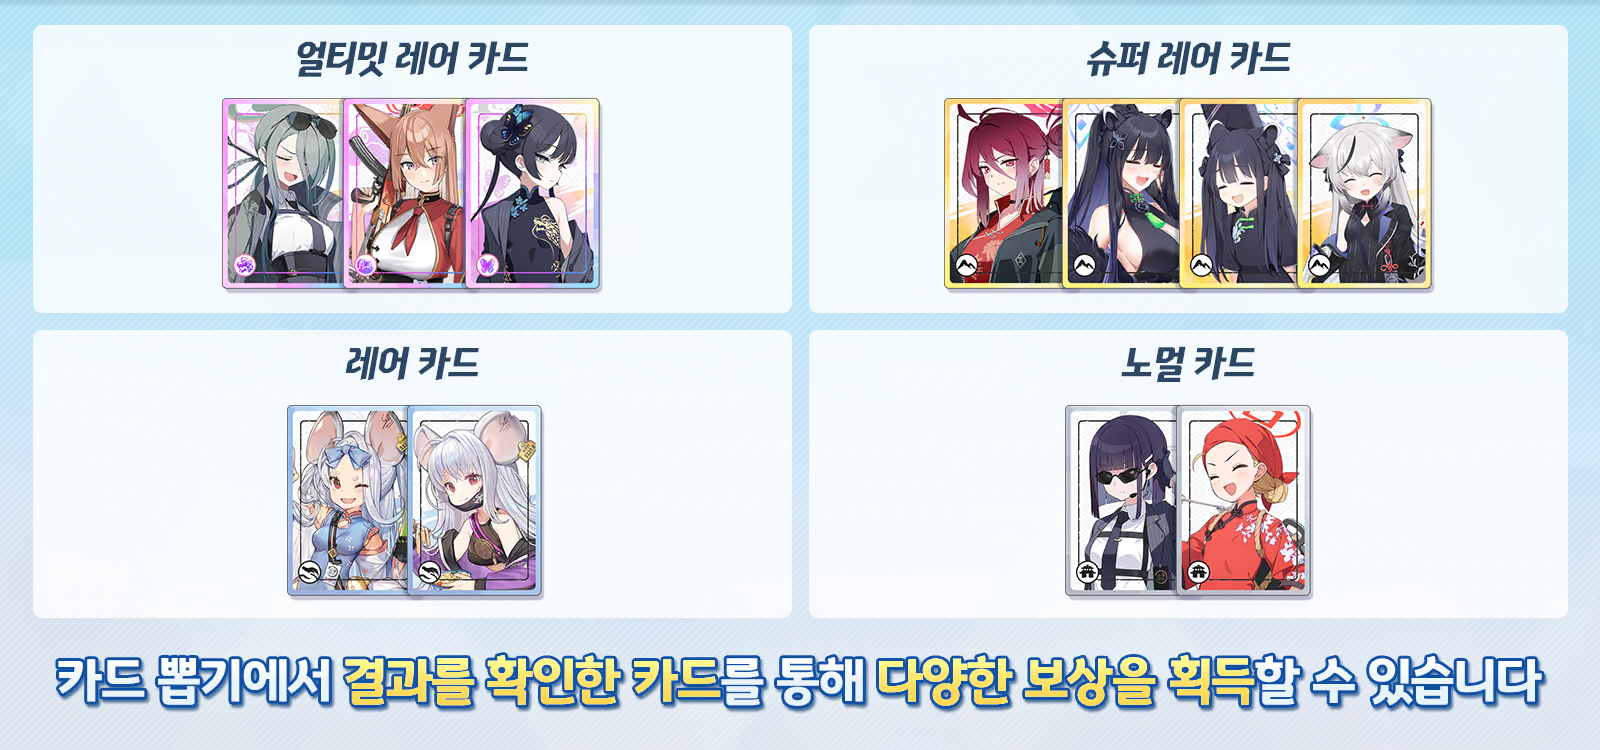 얼티밋 레어 카드
슈퍼 레어 카드
레어 카드
노멀 카드
카드 뽑기에서 결과를 확인한 카드를 통해 다양한 보상을 획득할 수 있습니다